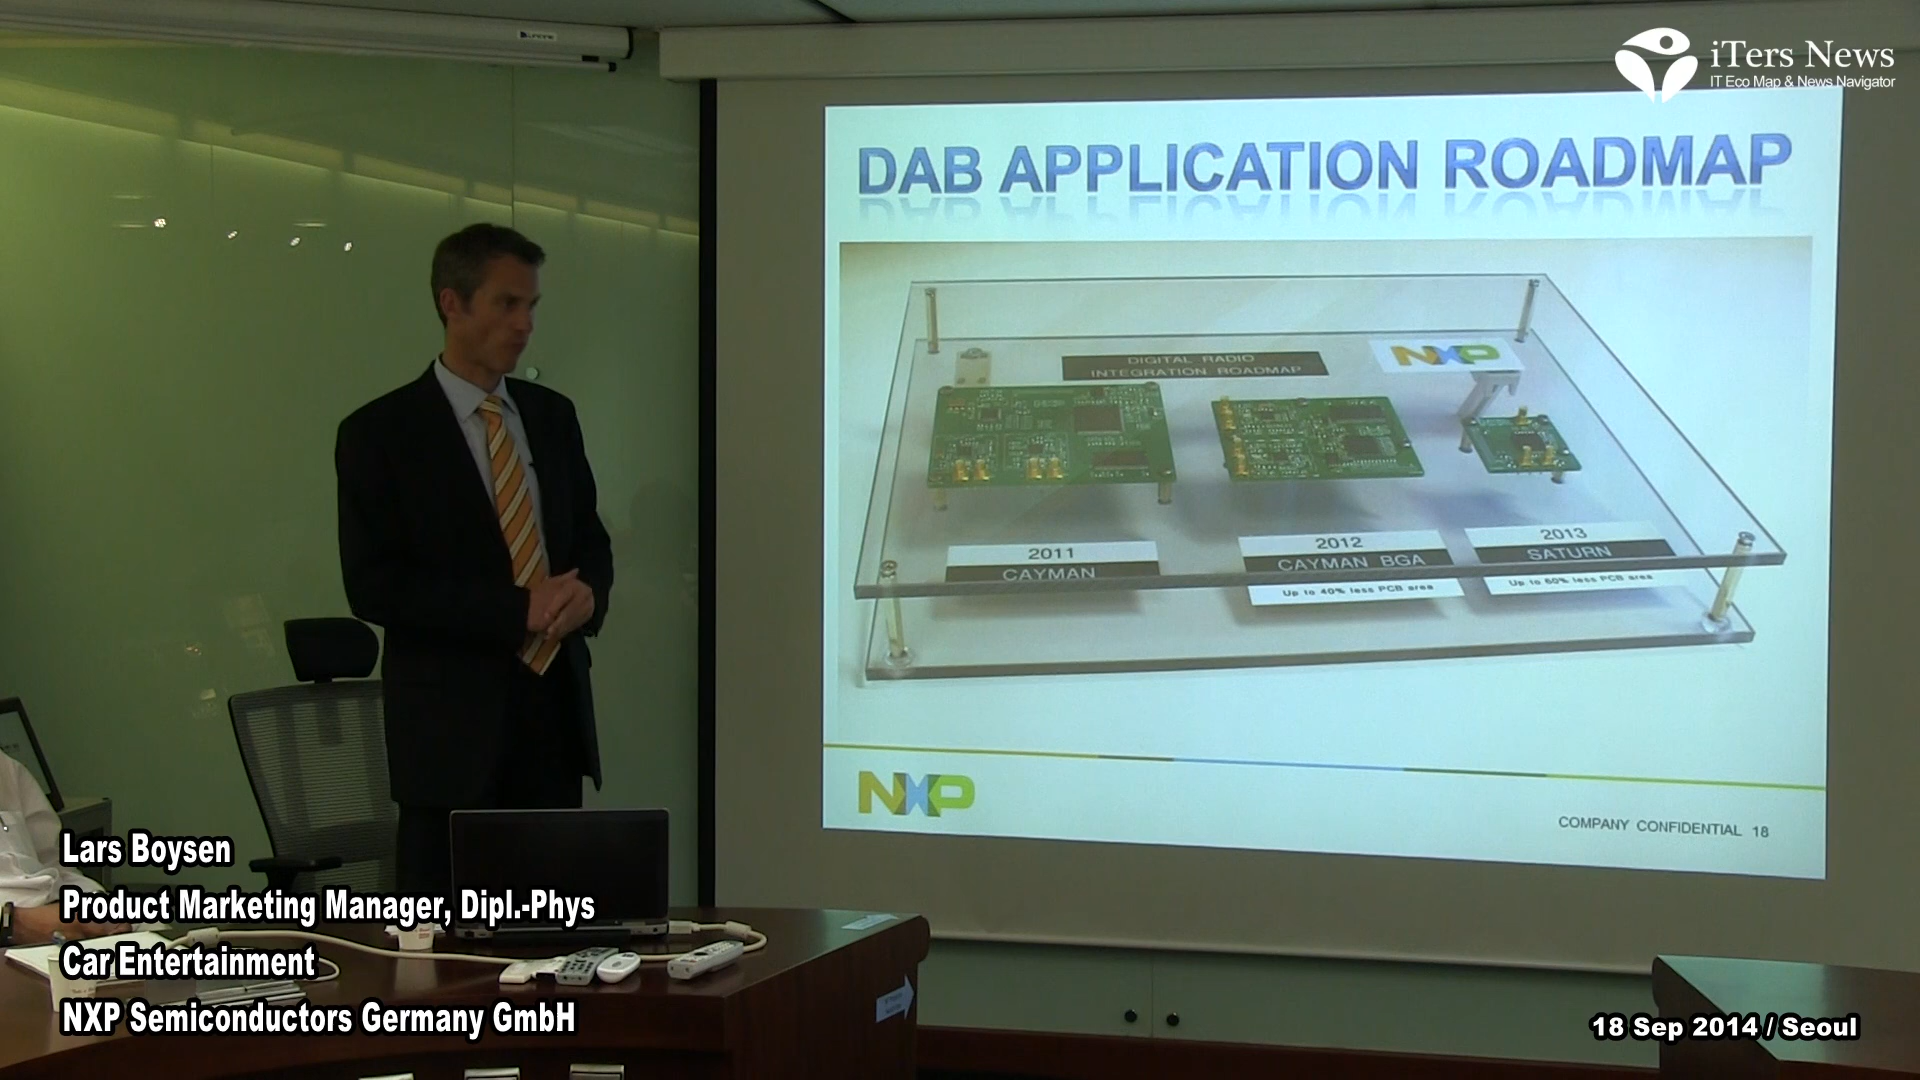 iTers News
IT Eco Map & News Navigator
DAB APPLICATION ROADMAP
DIGITAL RADIO
INTEGRATION ROADMAP
NXP
2011
CAYMAN
2012
CAYMAN BGA
Up to 40% less PCB area
2013
SATURN
Up to 60% less PCB area
NXP
COMPANY CONFIDENTIAL 18
Lars Boysen
Product Marketing Manager, Dipl.-Phys
Car Entertainment
NXP Semiconductors Germany GmbH
18 Sep 2014 / Seoul